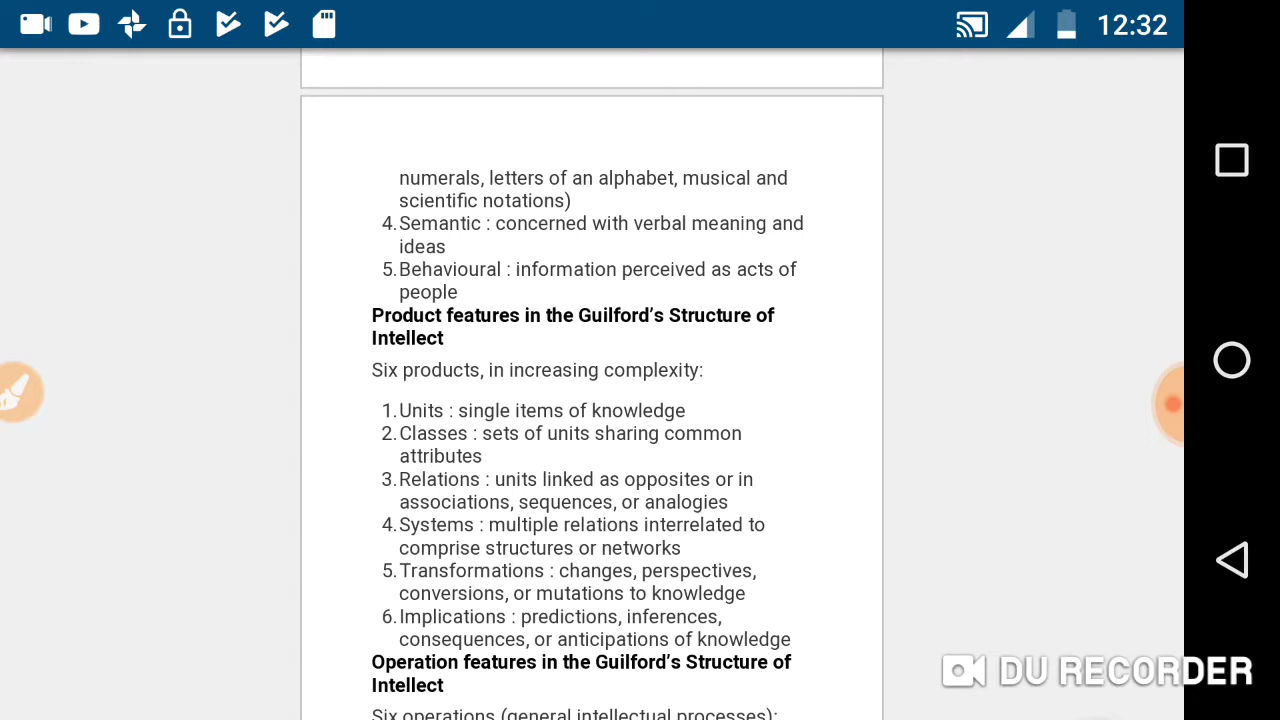 12:32
numerals, letters of an alphabet, musical and
scientific notations)
4. Semantic : concerned with verbal meaning and
ideas
5. Behavioural : information perceived as acts of
people
Product features in the Guilford’s Structure of
Intellect
Six products, in increasing complexity:
1. Units : single items of knowledge
2. Classes : sets of units sharing common
attributes
3. Relations : units linked as opposites or in
associations, sequences, or analogies
4. Systems : multiple relations interrelated to
comprise structures or networks
5. Transformations : changes, perspectives,
conversions, or mutations to knowledge
6. Implications : predictions, inferences,
consequences, or anticipations of knowledge
Operation features in the Guilford’s Structure of
Intellect
Six operations (general intellectual processes):
DU RECORDER